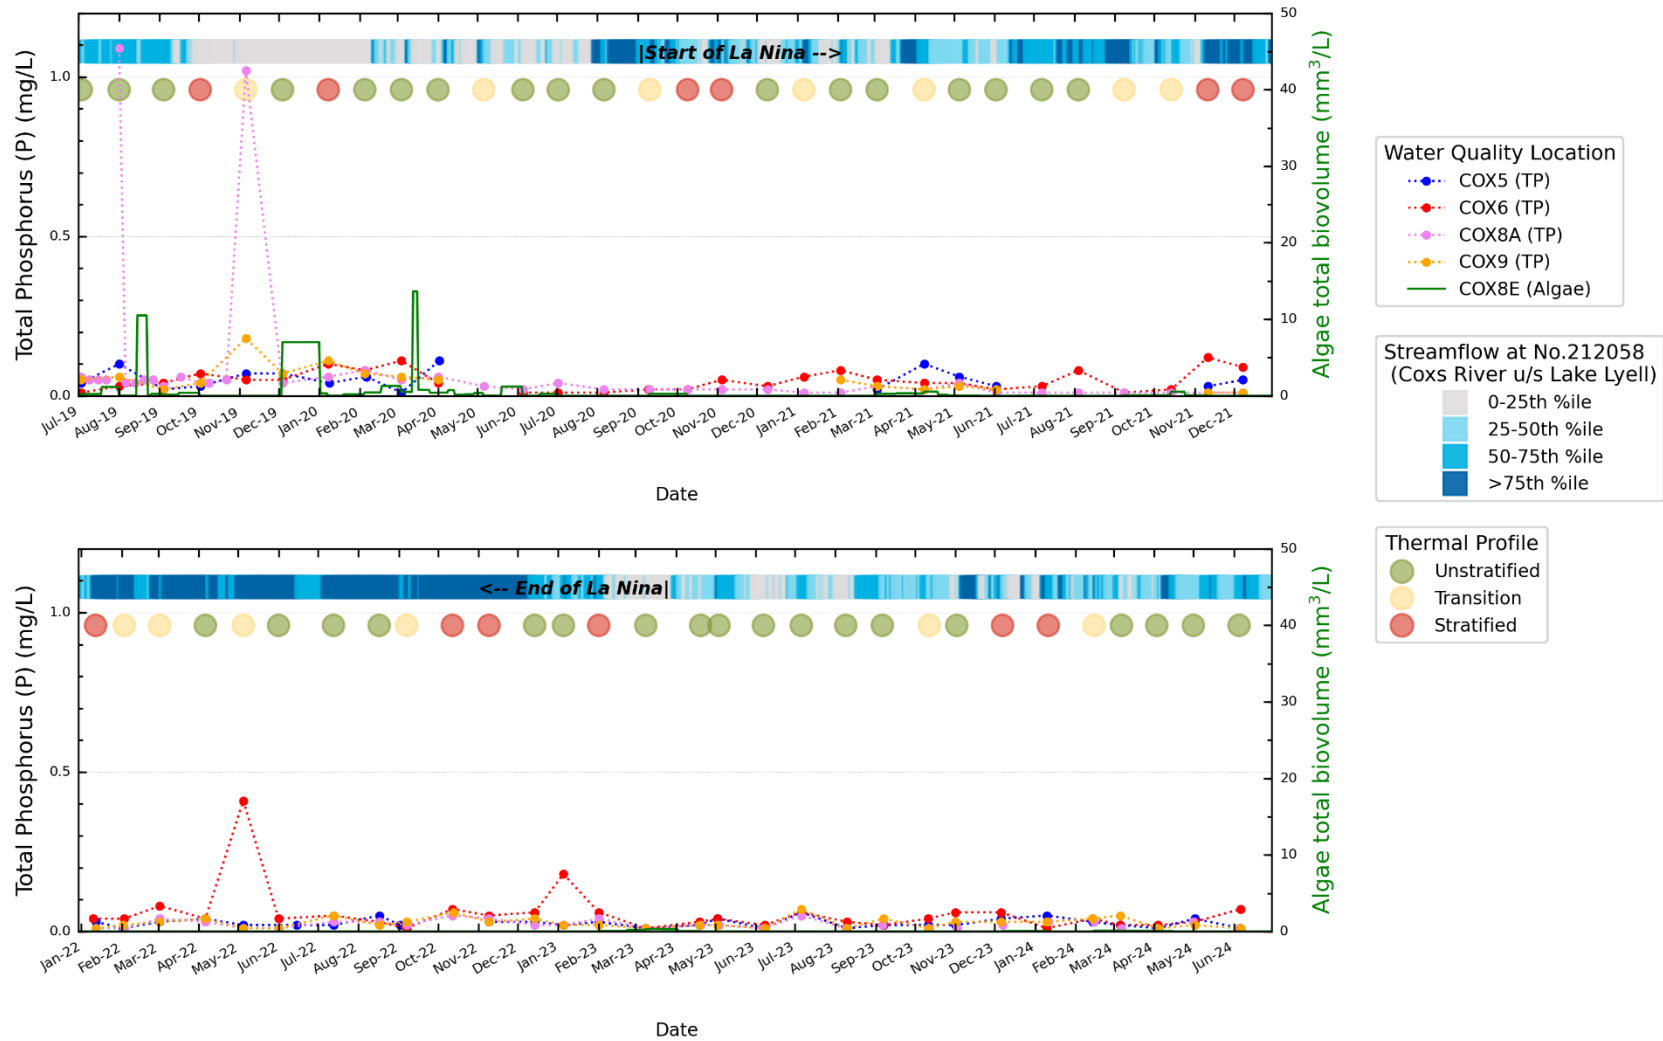 50
|Start of La Nina -->
1.0
40
30
0.5
20
10
0.0
0
Total Phosphorus (P) (mg/L)
Algae total biovolume (mm³/L)
Jul-19 Aug-19 Sep-19 Oct-19 Nov-19 Dec-19 Jan-20 Feb-20 Mar-20 Apr-20 May-20 Jun-20 Jul-20 Aug-20 Sep-20 Oct-20 Nov-20 Dec-20 Jan-21 Feb-21 Mar-21 Apr-21 May-21 Jun-21 Jul-21 Aug-21 Sep-21 Oct-21 Nov-21 Dec-21
Date
Water Quality Location
COX5 (TP)
COX6 (TP)
COX8A (TP)
COX9 (TP)
COX8E (Algae)
Streamflow at No.212058
(Coxs River u/s Lake Lyell)
0-25th %ile
25-50th %ile
50-75th %ile
>75th %ile
Thermal Profile
Unstratified
Transition
Stratified
50
<-- End of La Nina|
1.0
40
30
0.5
20
10
0.0
0
Total Phosphorus (P) (mg/L)
Algae total biovolume (mm³/L)
Jan-22 Feb-22 Mar-22 Apr-22 May-22 Jun-22 Jul-22 Aug-22 Sep-22 Oct-22 Nov-22 Dec-22 Jan-23 Feb-23 Mar-23 Apr-23 May-23 Jun-23 Jul-23 Aug-23 Sep-23 Oct-23 Nov-23 Dec-23 Jan-24 Feb-24 Mar-24 Apr-24 May-24 Jun-24
Date